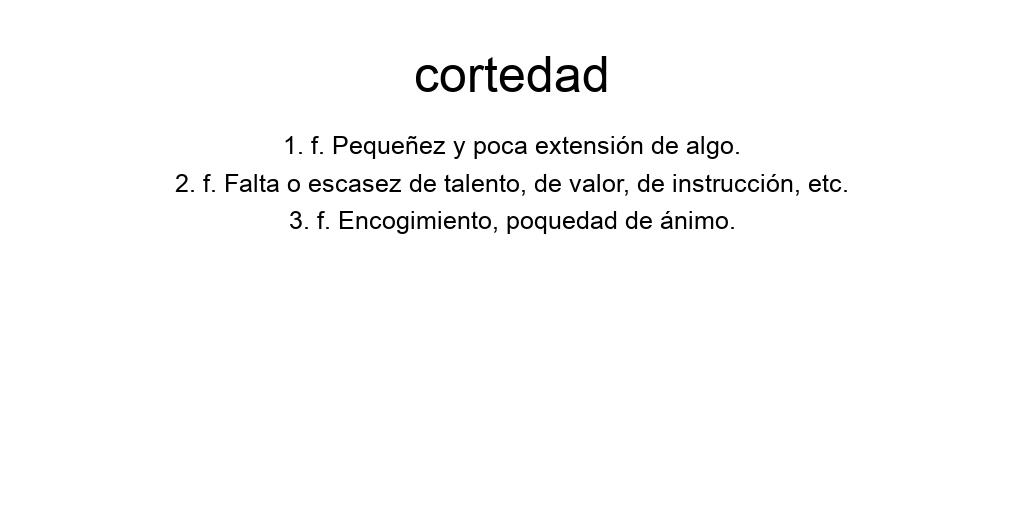 cortedad
1. f. Pequeñez y poca extensión de algo.
2. f. Falta o escasez de talento, de valor, de instrucción, etc.
3. f. Encogimiento, poquedad de ánimo.